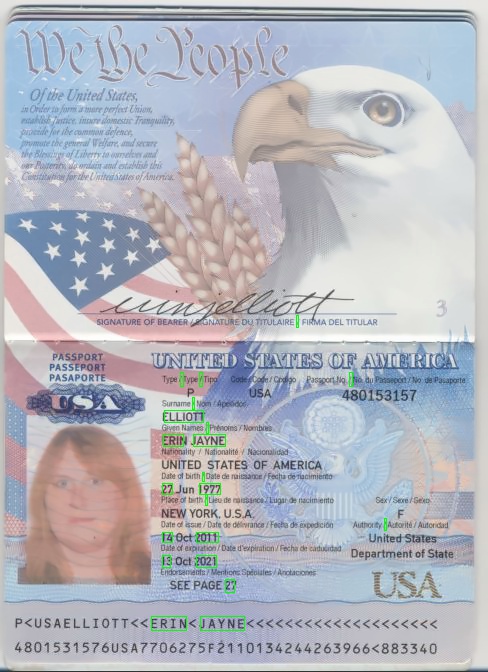 We the People
Of the United States,
in Order to form a more perfect Union,
establish Justice, insure domestic Tranquility,
provide for the common defence,
promote the general Welfare, and secure
the Blessings of Liberty to ourselves and
our Posterity, do ordain and establish this
Constitution for the United States of America.
erin j elliott
SIGNATURE OF BEARER / SIGNATURE DU TITULAIRE / FIRMA DEL TITULAR
3
PASSPORT
PASSEPORT
PASAPORTE
USA
UNITED STATES OF AMERICA
Type / Type / Tipo Code / Code / Codigo Passport No. / No. du Passeport / No. de Pasaporte
P USA 480153157
Surname / Nom / Apelidos
ELLIOTT
Given Names / Prénoms / Nombres
ERIN JAYNE
Nationality / Nationalité / Nacionalidad
UNITED STATES OF AMERICA
Date of birth / Date de naissance / Fecha de nacimiento
27 Jun 1977
Place of birth / Lieu de naissance / Lugar de nacimiento Sex / Sexe / Sexo
NEW YORK, U.S.A. F
Date of issue / Date de délivrance / Fecha de expedición Authority / Autorité / Autoridad
14 Oct 2011 United States
Date of expiration / Date d'expiration / Fecha de caducidad Department of State
13 Oct 2021
Endorsements / Mentions Spéciales / Anotaciones
SEE PAGE 27
USA
P<USAELLIOTT<<ERIN<JAYNE<<<<<<<<<<<<<<<<<<<<
4801531576USA7706275F2110134244263966<883340